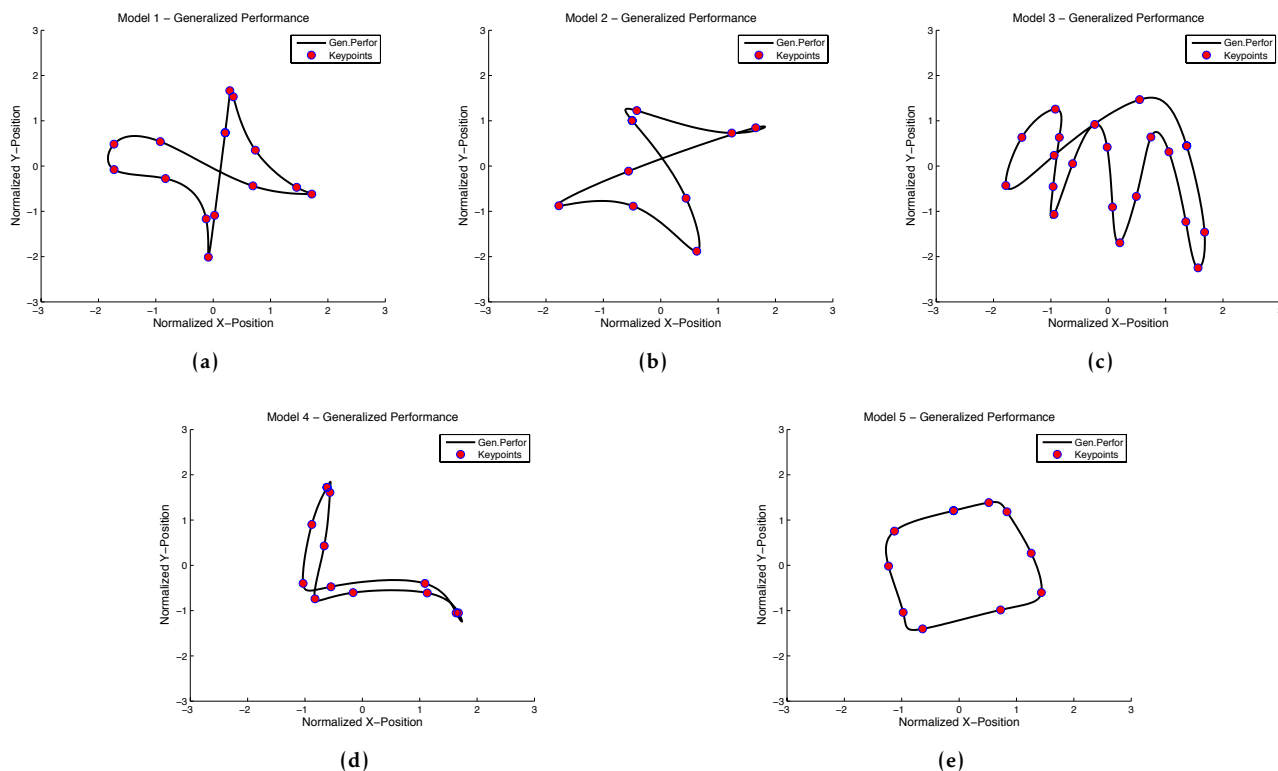 Model 1 − Generalized Performance
Gen.Perfor
Keypoints
3
2
1
0
−1
−2
−3
Normalized Y−Position
−3 −2 −1 0 1 2 3
Normalized X−Position
(a)
Model 2 − Generalized Performance
Gen.Perfor
Keypoints
3
2
1
0
−1
−2
−3
Normalized Y−Position
−3 −2 −1 0 1 2 3
Normalized X−Position
(b)
Model 3 − Generalized Performance
Gen.Perfor
Keypoints
3
2
1
0
−1
−2
−3
Normalized Y−Position
−3 −2 −1 0 1 2
Normalized X−Position
(c)
Model 4 − Generalized Performance
Gen.Perfor
Keypoints
3
2
1
0
−1
−2
−3
Normalized Y−Position
−3 −2 −1 0 1 2 3
Normalized X−Position
(d)
Model 5 − Generalized Performance
Gen.Perfor
Keypoints
3
2
1
0
−1
−2
−3
Normalized Y−Position
−3 −2 −1 0 1 2 3
Normalized X−Position
(e)